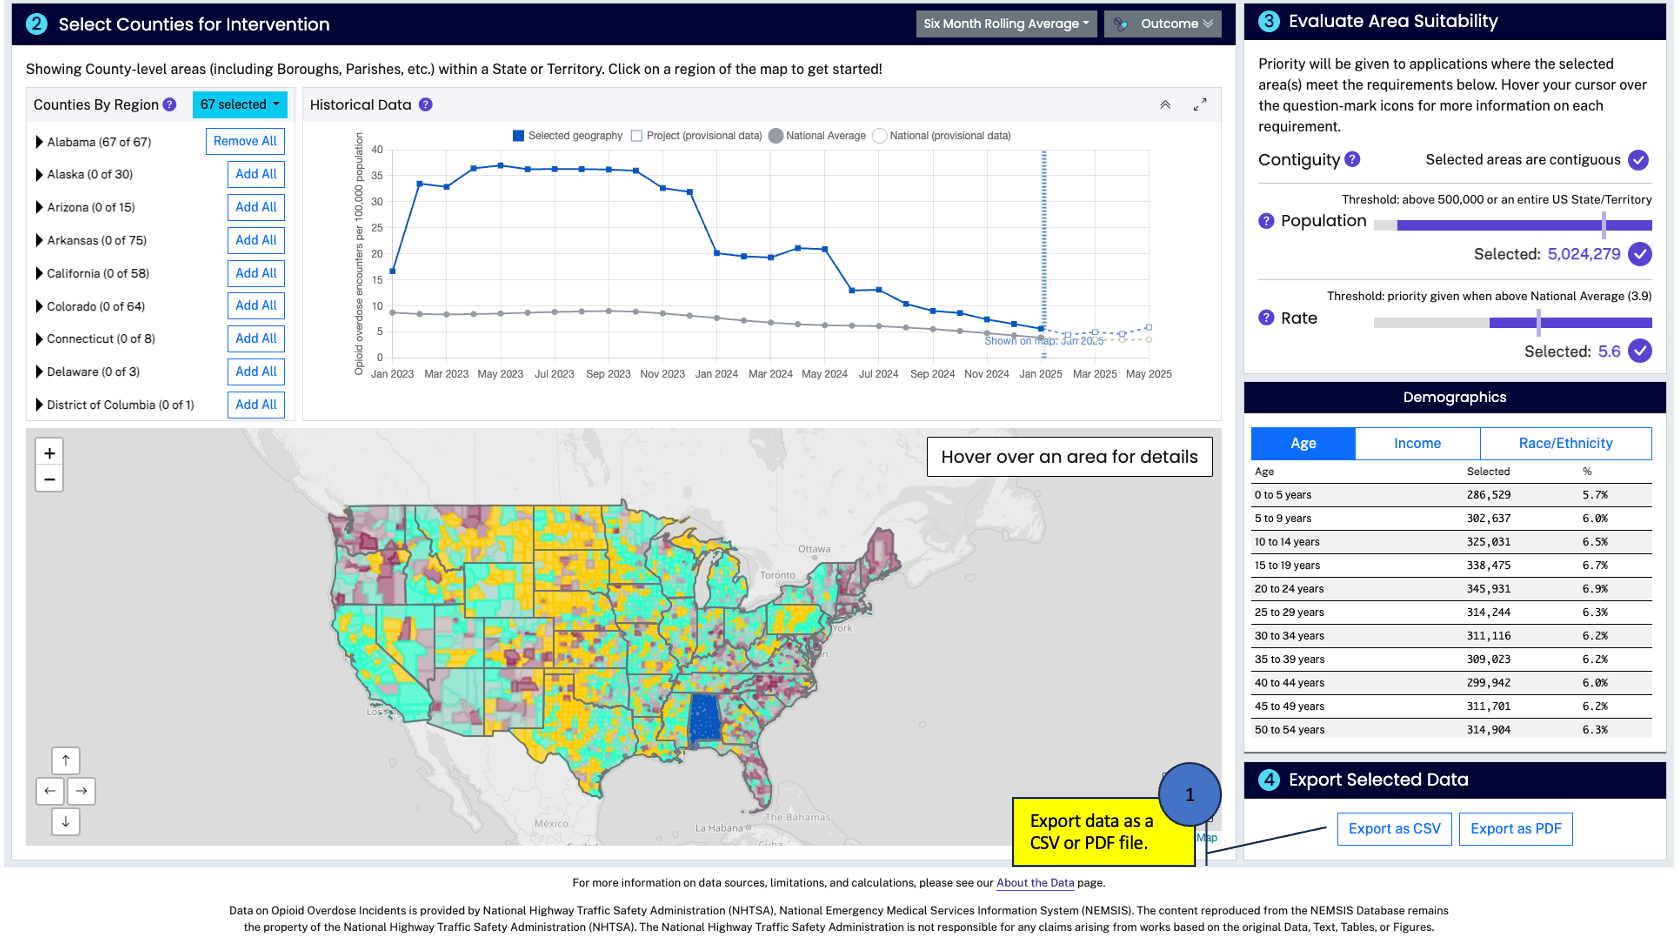 2 Select Counties for Intervention
Six Month Rolling Average
Outcome
Showing County-level areas (including Boroughs, Parishes, etc.) within a State or Territory. Click on a region of the map to get started!
Counties By Region ?
67 selected
Alabama (67 of 67) Remove All
Alaska (0 of 30) Add All
Arizona (0 of 15) Add All
Arkansas (0 of 75) Add All
California (0 of 58) Add All
Colorado (0 of 64) Add All
Connecticut (0 of 8) Add All
Delaware (0 of 3) Add All
District of Columbia (0 of 1) Add All
Historical Data ?
Selected geography Project (provisional data) National Average National (provisional data)
Opioid overdose encounters per 100,000 population
40
35
30
25
20
15
10
5
0
Shown on map: Jan 2025
Jan 2023 Mar 2023 May 2023 Jul 2023 Sep 2023 Nov 2023 Jan 2024 Mar 2024 May 2024 Jul 2024 Sep 2024 Nov 2024 Jan 2025 Mar 2025 May 2025
+
−
Hover over an area for details
Ottawa
Toronto
York
Los
México
La Habana
The Bahamas
Cuba
Map
↑
← →
↓
1
Export data as a
CSV or PDF file.
3 Evaluate Area Suitability
Priority will be given to applications where the selected
area(s) meet the requirements below. Hover your cursor over
the question-mark icons for more information on each
requirement.
Contiguity ? Selected areas are contiguous
Threshold: above 500,000 or an entire US State/Territory
? Population
Selected: 5,024,279
Threshold: priority given when above National Average (3.9)
? Rate
Selected: 5.6
Demographics
Age Income Race/Ethnicity
Age Selected %
0 to 5 years 286,529 5.7%
5 to 9 years 302,637 6.0%
10 to 14 years 325,031 6.5%
15 to 19 years 338,475 6.7%
20 to 24 years 345,931 6.9%
25 to 29 years 314,244 6.3%
30 to 34 years 311,116 6.2%
35 to 39 years 309,023 6.2%
40 to 44 years 299,942 6.0%
45 to 49 years 311,701 6.2%
50 to 54 years 314,904 6.3%
4 Export Selected Data
Export as CSV Export as PDF
For more information on data sources, limitations, and calculations, please see our About the Data page.
Data on Opioid Overdose Incidents is provided by National Highway Traffic Safety Administration (NHTSA), National Emergency Medical Services Information System (NEMSIS). The content reproduced from the NEMSIS Database remains
the property of the National Highway Traffic Safety Administration (NHTSA). The National Highway Traffic Safety Administration is not responsible for any claims arising from works based on the original Data, Text, Tables, or Figures.